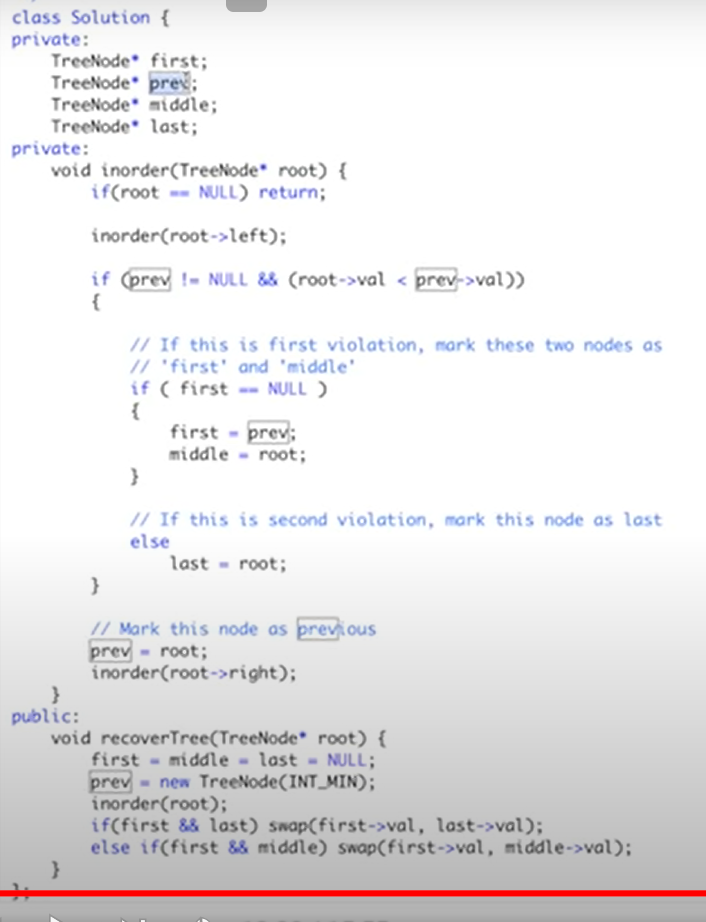 class Solution {
private:
    TreeNode* first;
    TreeNode* prev;
    TreeNode* middle;
    TreeNode* last;
private:
    void inorder(TreeNode* root) {
        if(root == NULL) return;
        inorder(root->left);
        if (prev != NULL && (root->val < prev->val))
        {
            // If this is first violation, mark these two nodes as
            // 'first' and 'middle'
            if ( first == NULL )
            {
                first = prev;
                middle = root;
            }
            // If this is second violation, mark this node as last
            else
                last = root;
        }
        // Mark this node as previous
        prev = root;
        inorder(root->right);
    }
public:
    void recoverTree(TreeNode* root) {
        first = middle = last = NULL;
        prev = new TreeNode(INT_MIN);
        inorder(root);
        if(first && last) swap(first->val, last->val);
        else if(first && middle) swap(first->val, middle->val);
    }
};